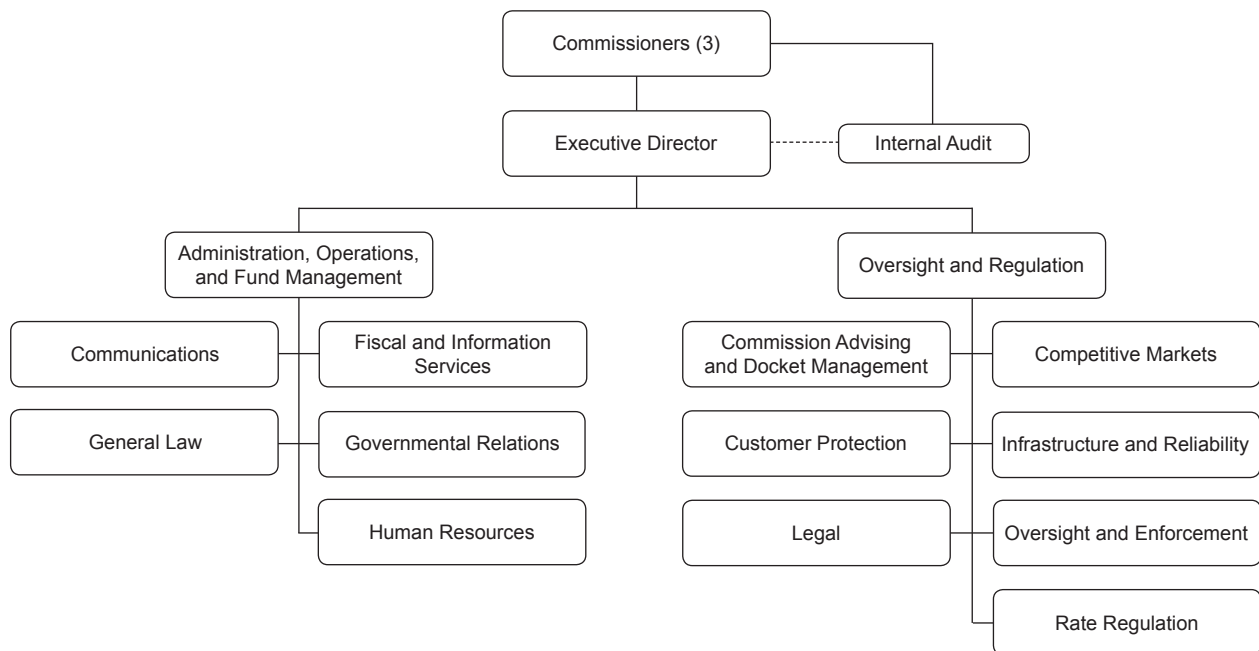 Commissioners (3)
Executive Director
Internal Audit
Administration, Operations,
and Fund Management
Oversight and Regulation
Communications
Fiscal and Information
Services
Commission Advising
and Docket Management
Competitive Markets
General Law
Governmental Relations
Customer Protection
Infrastructure and Reliability
Human Resources
Legal
Oversight and Enforcement
Rate Regulation